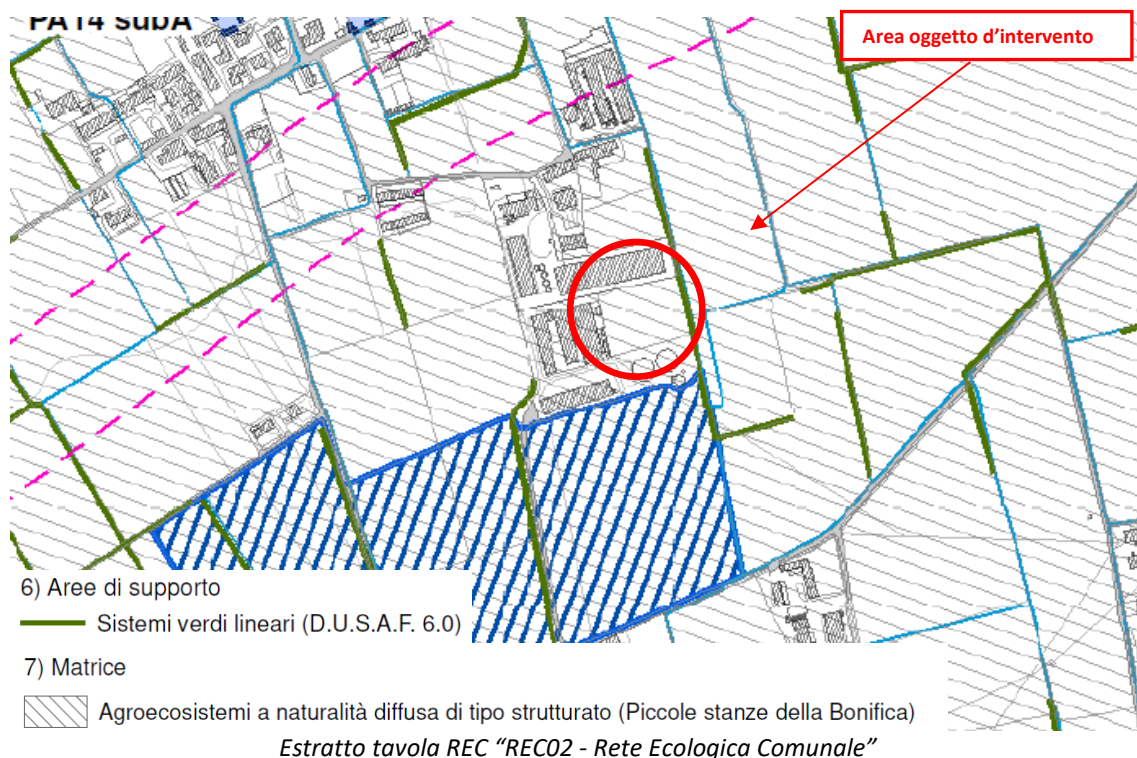 PA14 subA
Area oggetto d’intervento
6) Aree di supporto
Sistemi verdi lineari (D.U.S.A.F. 6.0)
7) Matrice
Agroecosistemi a naturalità diffusa di tipo strutturato (Piccole stanze della Bonifica)
Estratto tavola REC “REC02 - Rete Ecologica Comunale”